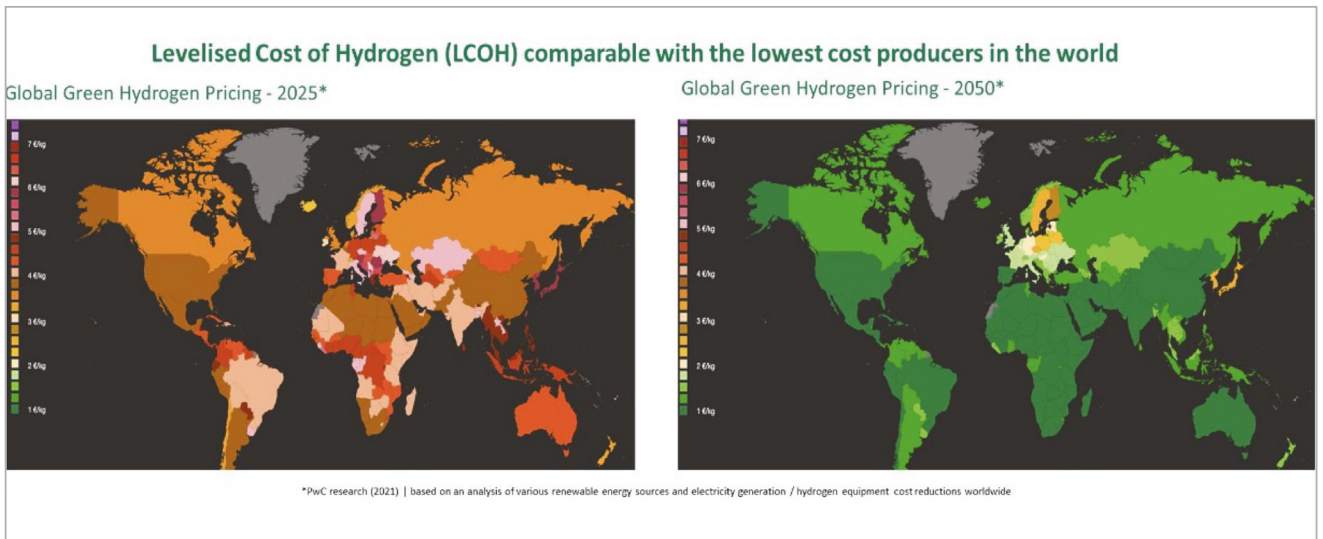 Levelised Cost of Hydrogen (LCOH) comparable with the lowest cost producers in the world
Global Green Hydrogen Pricing - 2025*
Global Green Hydrogen Pricing - 2050*
7 €/kg
6 €/kg
5 €/kg
4 €/kg
3 €/kg
2 €/kg
1 €/kg
7 €/kg
6 €/kg
5 €/kg
4 €/kg
3 €/kg
2 €/kg
1 €/kg
*PwC research (2021) | based on an analysis of various renewable energy sources and electricity generation / hydrogen equipment cost reductions worldwide